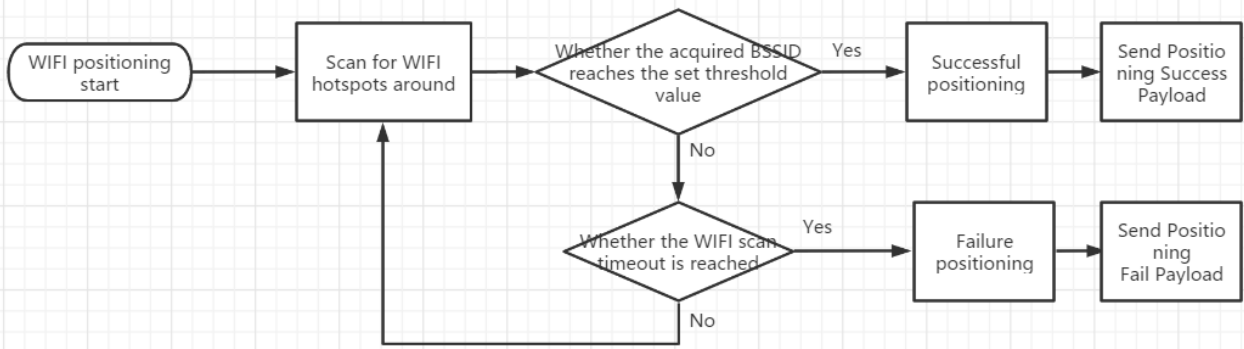 WIFI positioning
start
Scan for WIFI
hotspots around
Whether the acquired BSSID
reaches the set threshold
value
Yes
Successful
positioning
Send Positio
ning Success
Payload
No
Whether the WIFI scan
timeout is reached
Yes
Failure
positioning
Send Positio
ning
Fail Payload
No